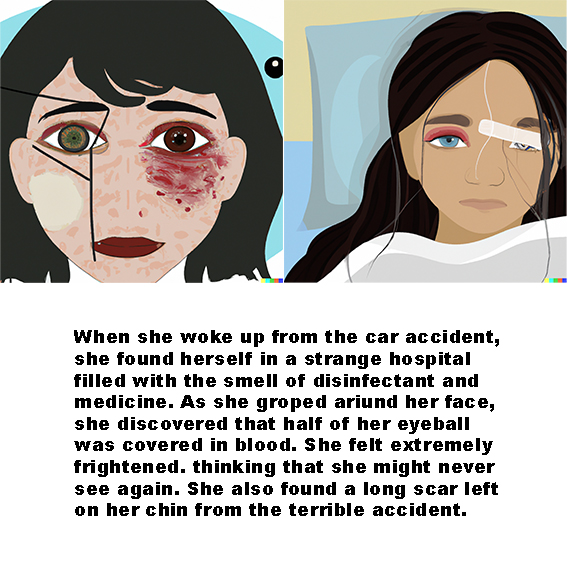 When she woke up from the car accident,
she found herself in a strange hospital
filled with the smell of disinfectant and
medicine. As she groped ariund her face,
she discovered that half of her eyeball
was covered in blood. She felt extremely
frightened. thinking that she might never
see again. She also found a long scar left
on her chin from the terrible accident.